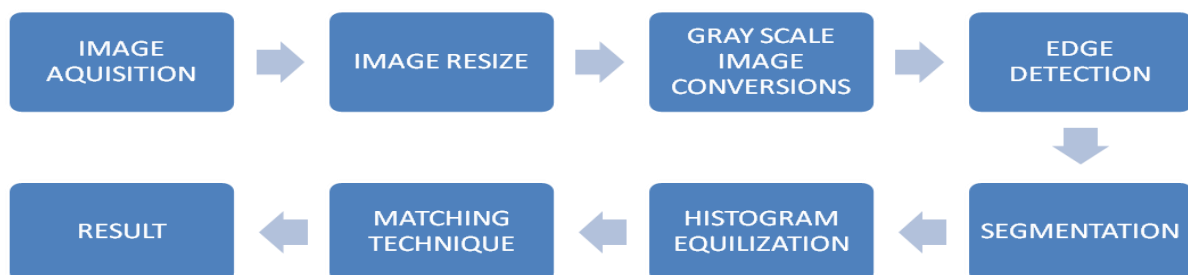 IMAGE
AQUISITION
IMAGE RESIZE
GRAY SCALE
IMAGE
CONVERSIONS
EDGE
DETECTION
SEGMENTATION
HISTOGRAM
EQUILIZATION
MATCHING
TECHNIQUE
RESULT